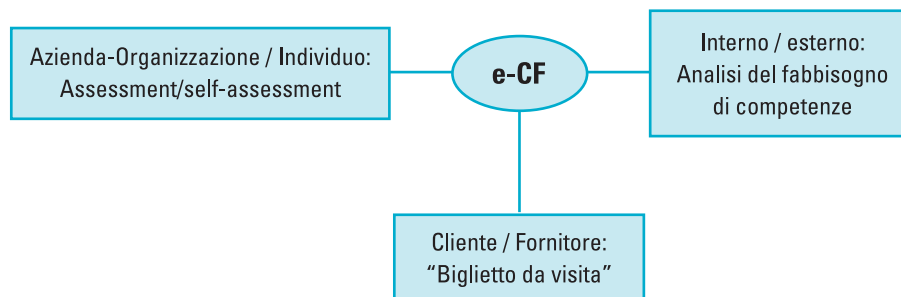 Azienda-Organizzazione / Individuo:
Assessment/self-assessment
e-CF
Interno / esterno:
Analisi del fabbisogno
di competenze
Cliente / Fornitore:
“Biglietto da visita”